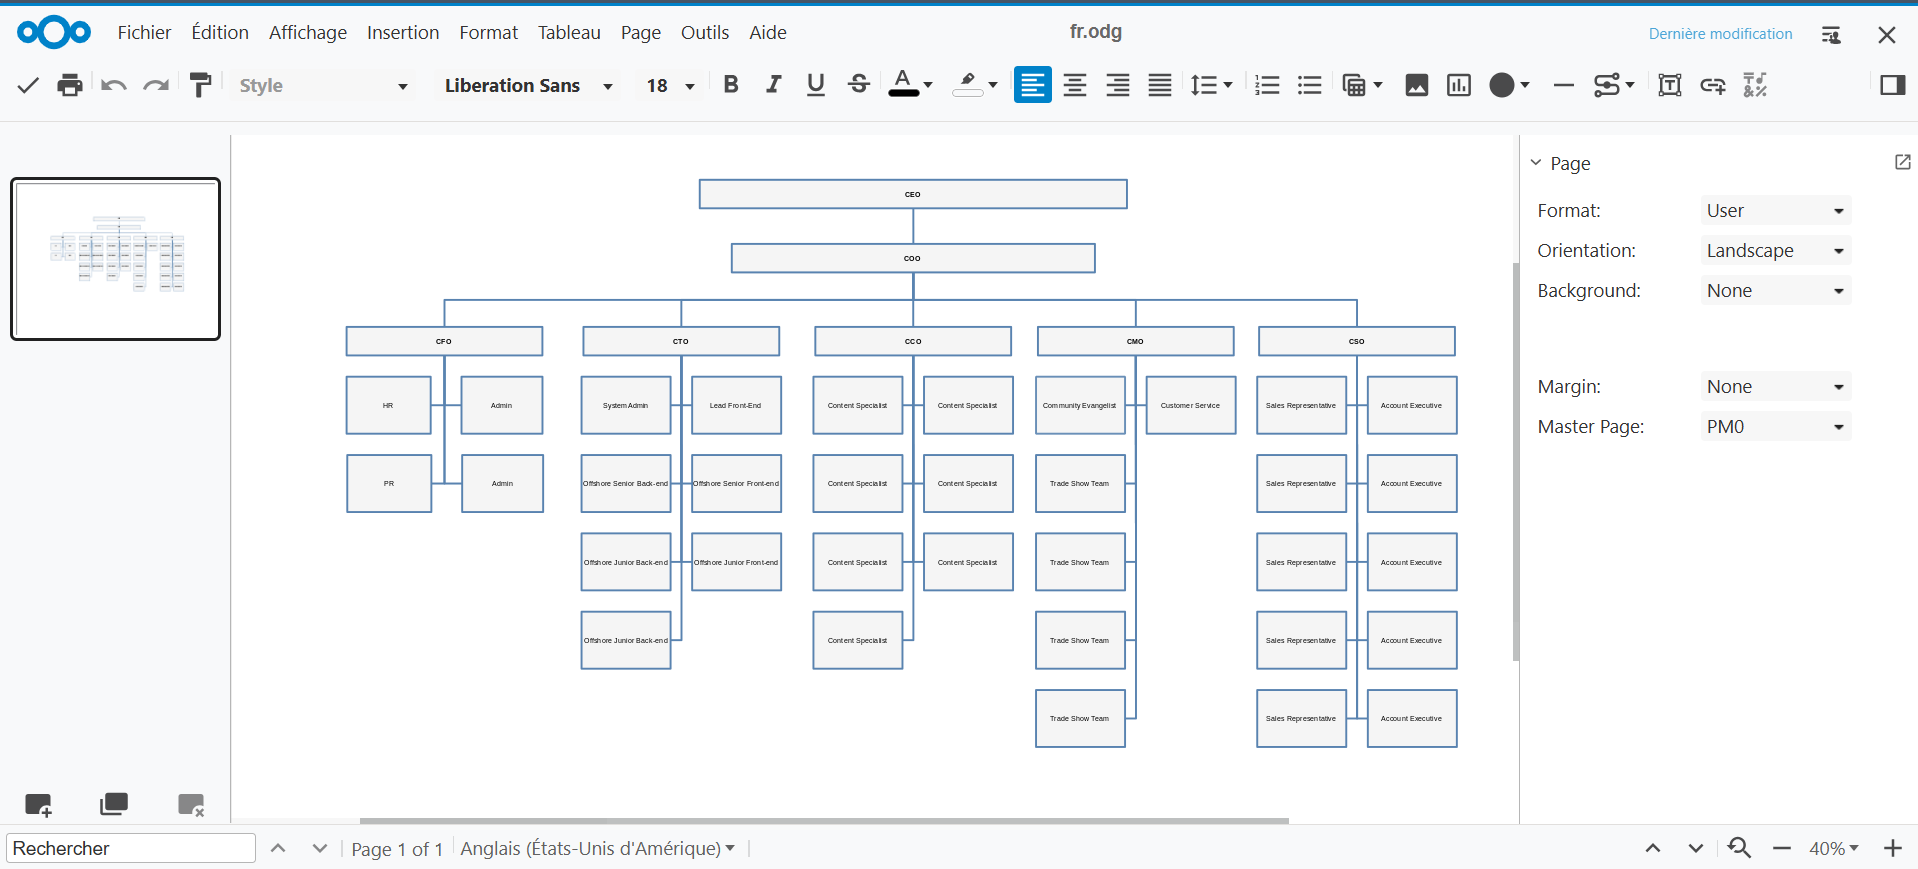 Fichier Édition Affichage Insertion Format Tableau Page Outils Aide fr.odg Dernière modification
Style Liberation Sans 18 B I U S A
Page
Format: User
Orientation: Landscape
Background: None
Margin: None
Master Page: PM0
CEO
COO
CFO CTO CCO CMO CSO
HR Admin System Admin Lead Front-End Content Specialist Content Specialist Community Evangelist Customer Service Sales Representative Account Executive
PR Admin Offshore Senior Back-end Offshore Senior Front-end Content Specialist Content Specialist Trade Show Team Sales Representative Account Executive
Offshore Junior Back-end Offshore Junior Front-end Content Specialist Content Specialist Trade Show Team Sales Representative Account Executive
Offshore Junior Back-end Content Specialist Trade Show Team Sales Representative Account Executive
Trade Show Team Sales Representative Account Executive
Rechercher Page 1 of 1 Anglais (États-Unis d'Amérique) 40%